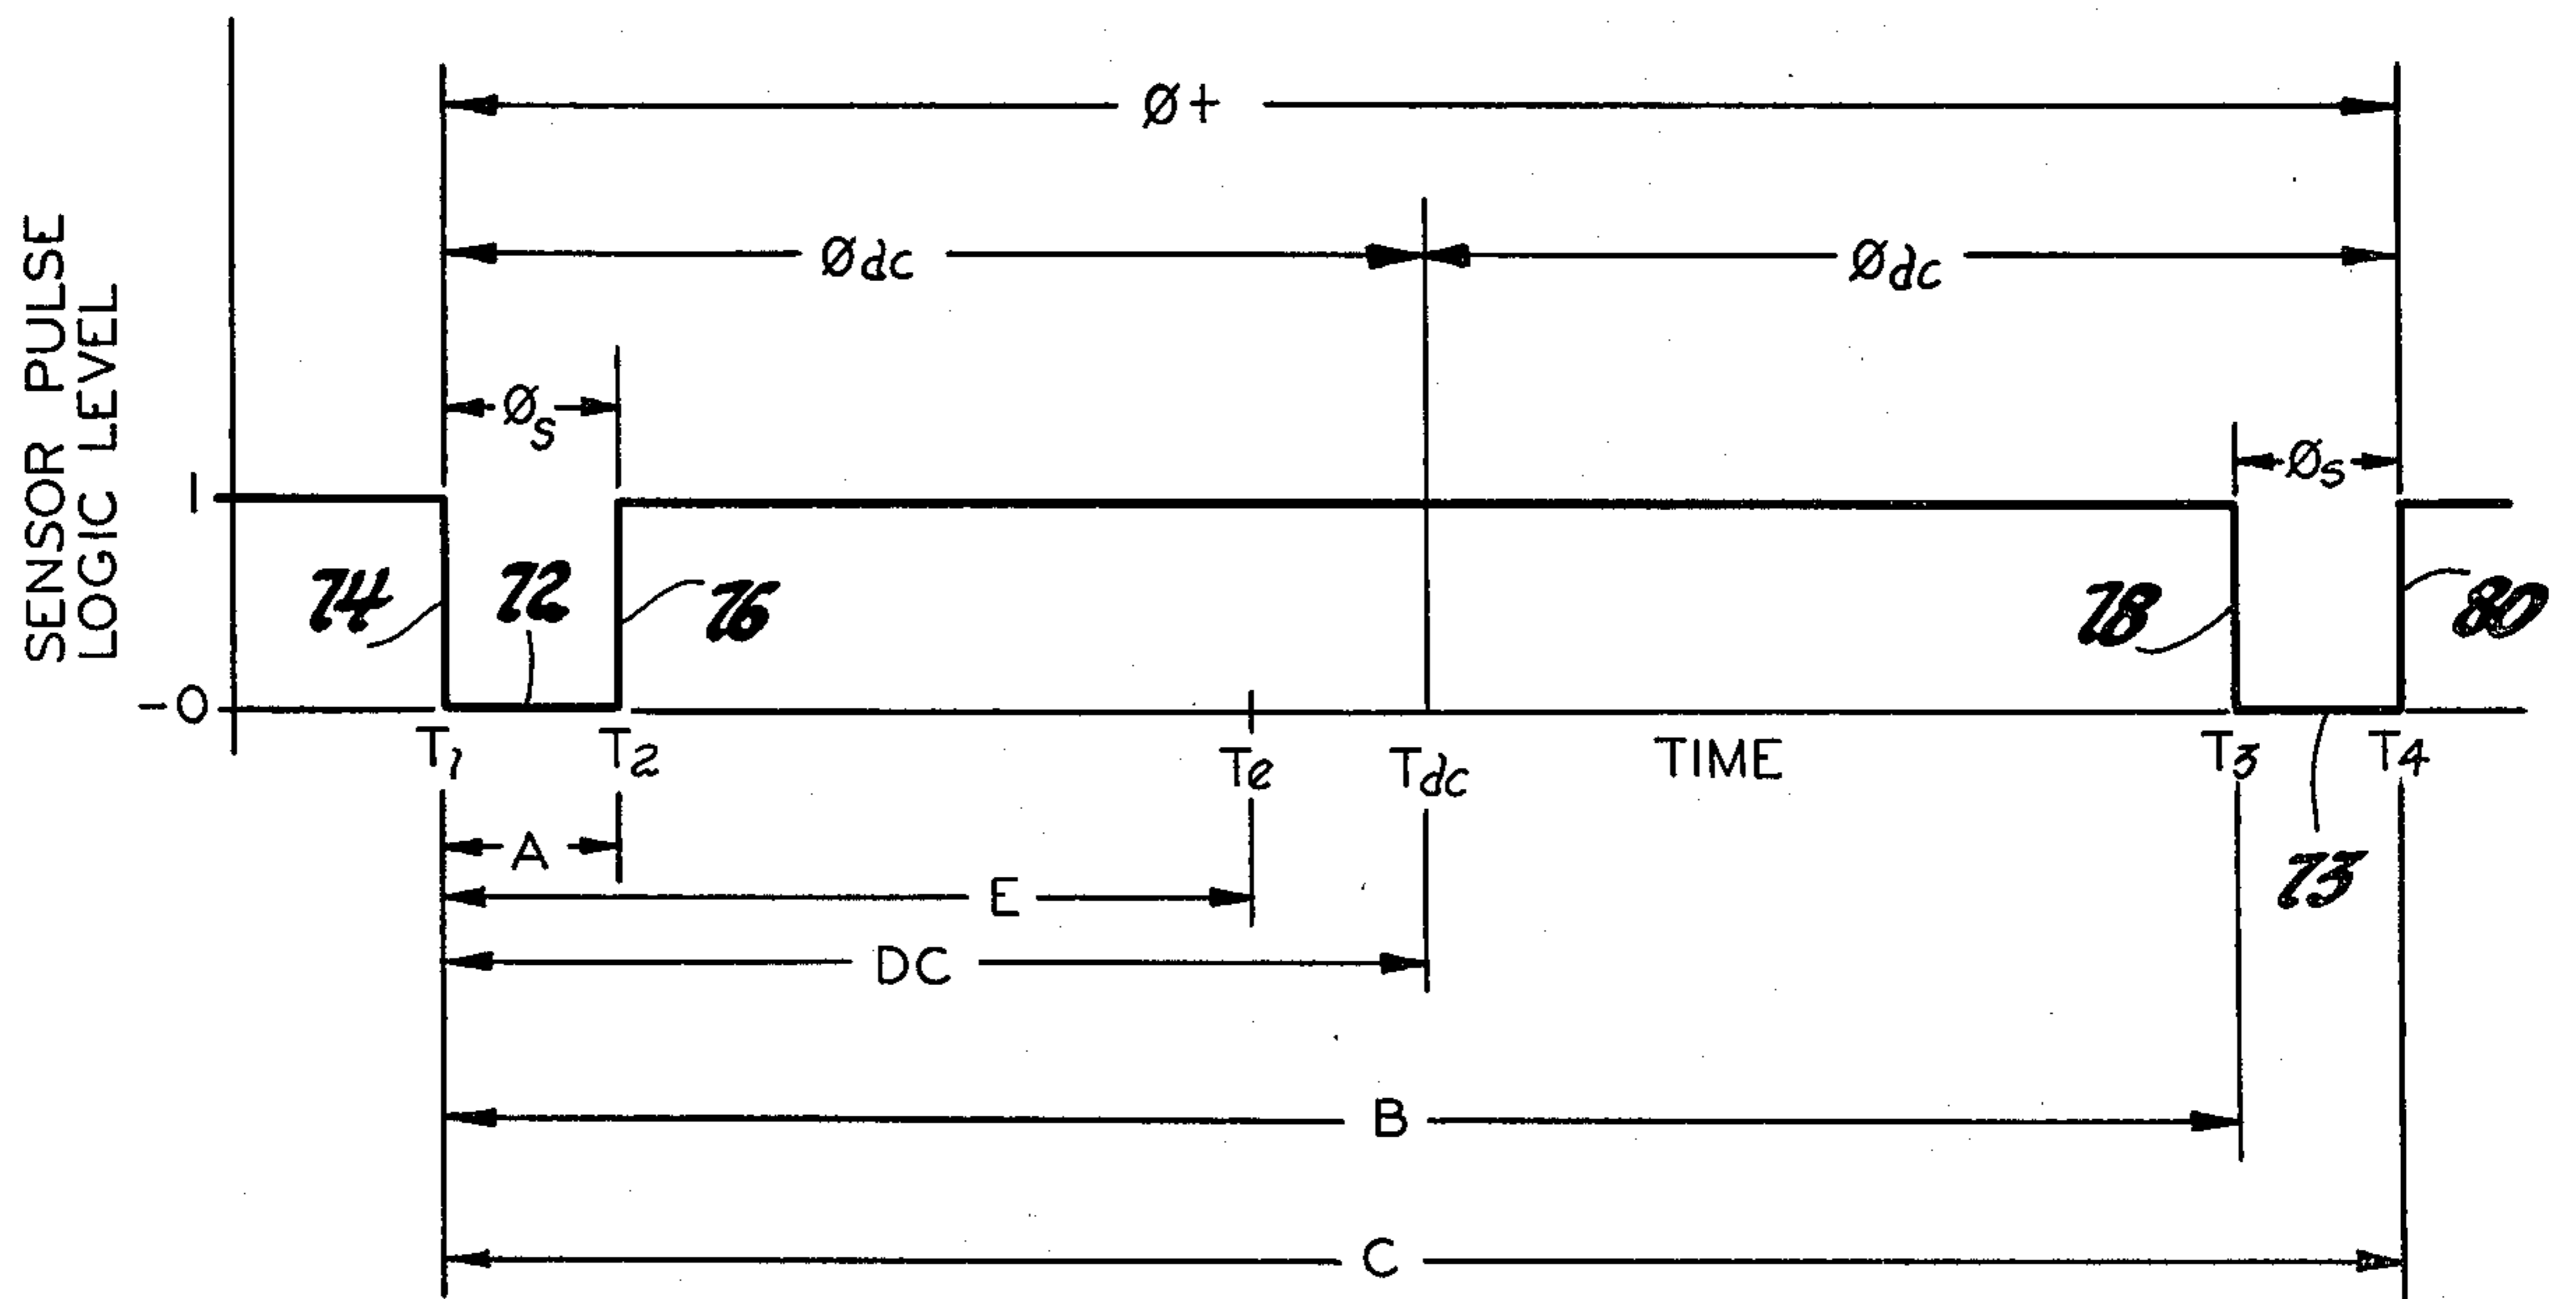 SENSOR PULSE
LOGIC LEVEL
Ø+
Ødc Ødc
Øs Øs
1
74 72 76 78 80
-0
T1 T2 Te Tdc TIME T3 T4
A
73
E
DC
B
C